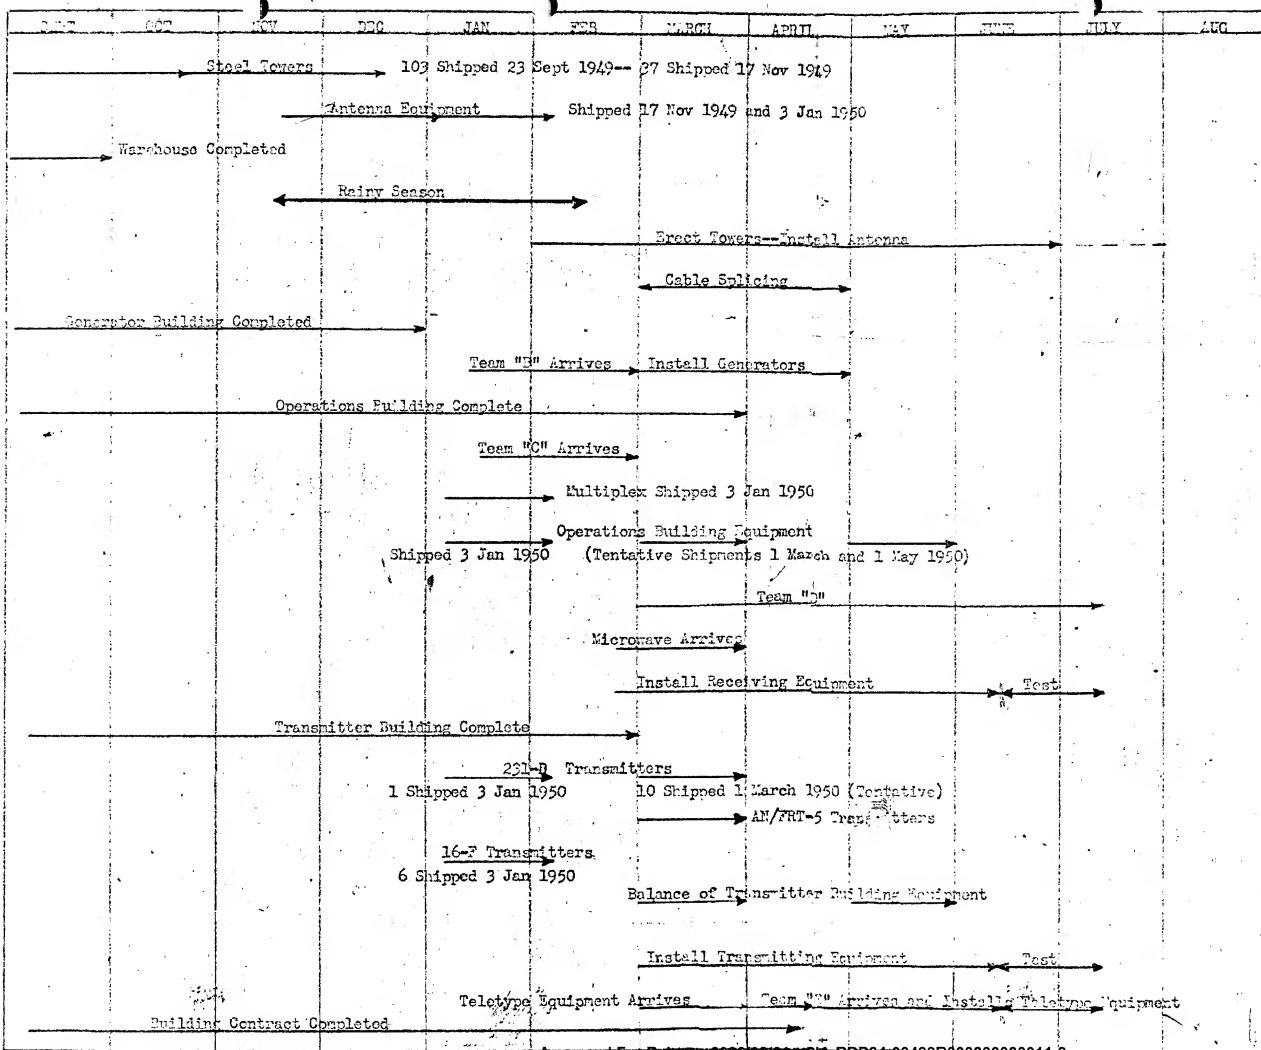 SEPT OCT NOV DEC JAN FEB MARCH APRIL MAY JUNE JULY AUG
Steel Towers 103 Shipped 23 Sept 1949-- 37 Shipped 17 Nov 1949
Antenna Equipment Shipped 17 Nov 1949 and 3 Jan 1950
Warehouse Completed
Rainy Season
Erect Towers--Install Antenna
Cable Splicing
Generator Building Completed
Team "B" Arrives Install Generators
Operations Building Complete
Team "C" Arrives
Multiplex Shipped 3 Jan 1950
Operations Building Equipment
Shipped 3 Jan 1950 (Tentative Shipments 1 March and 1 May 1950)
Team "D"
Microwave Arrives
Install Receiving Equipment Test
Transmitter Building Complete
231-D Transmitters
1 Shipped 3 Jan 1950 10 Shipped 1 March 1950 (Tentative)
AN/FRT-5 Transmitters
16-F Transmitters
6 Shipped 3 Jan 1950
Balance of Transmitter Building Equipment
Install Transmitting Equipment Test
Teletype Equipment Arrives Team Arrives and Installs Teletype Equipment
Building Contract Completed